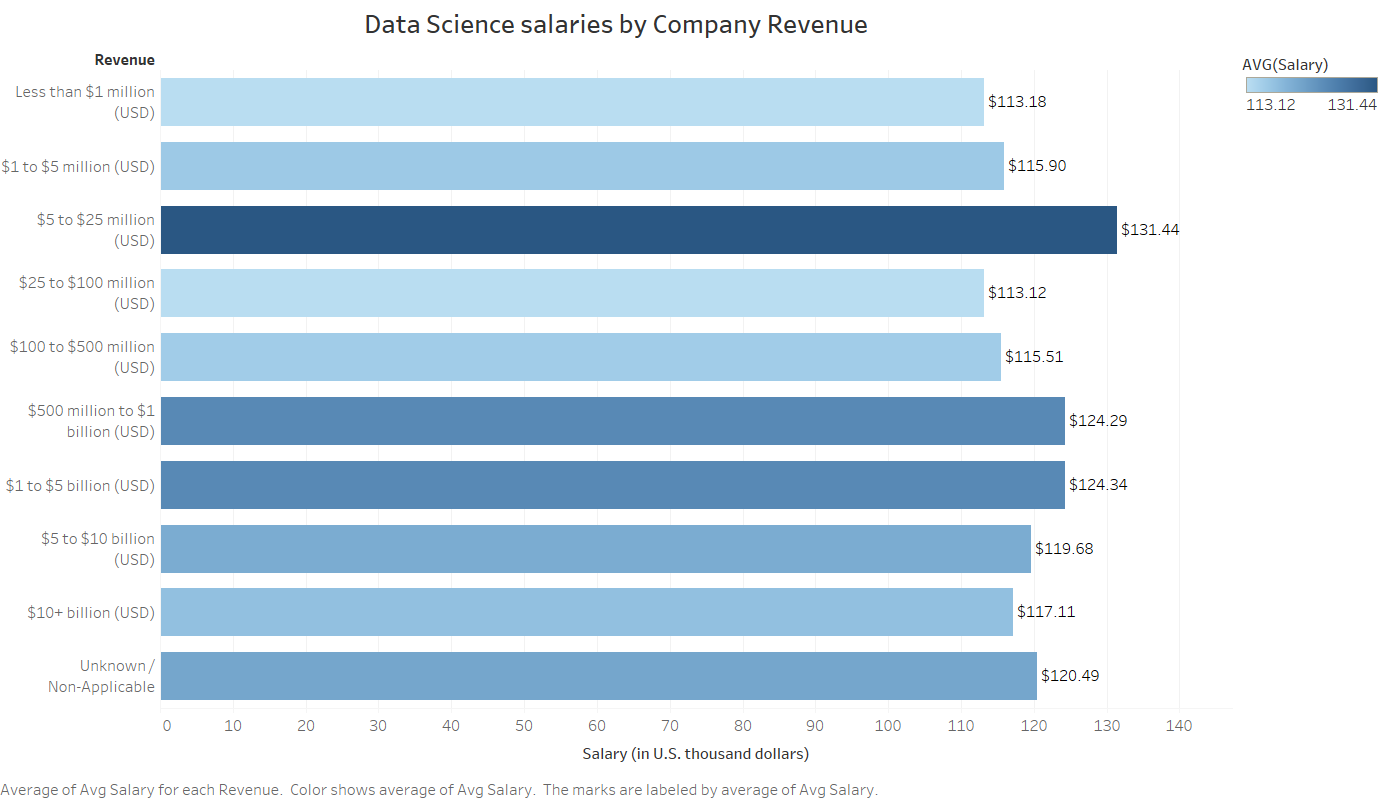 Data Science salaries by Company Revenue
Revenue
AVG(Salary)
113.12 131.44
Less than $1 million
(USD)
$113.18
$1 to $5 million (USD)
$115.90
$5 to $25 million
(USD)
$131.44
$25 to $100 million
(USD)
$113.12
$100 to $500 million
(USD)
$115.51
$500 million to $1
billion (USD)
$124.29
$1 to $5 billion (USD)
$124.34
$5 to $10 billion
(USD)
$119.68
$10+ billion (USD)
$117.11
Unknown /
Non-Applicable
$120.49
0 10 20 30 40 50 60 70 80 90 100 110 120 130 140
Salary (in U.S. thousand dollars)
Average of Avg Salary for each Revenue.  Color shows average of Avg Salary.  The marks are labeled by average of Avg Salary.